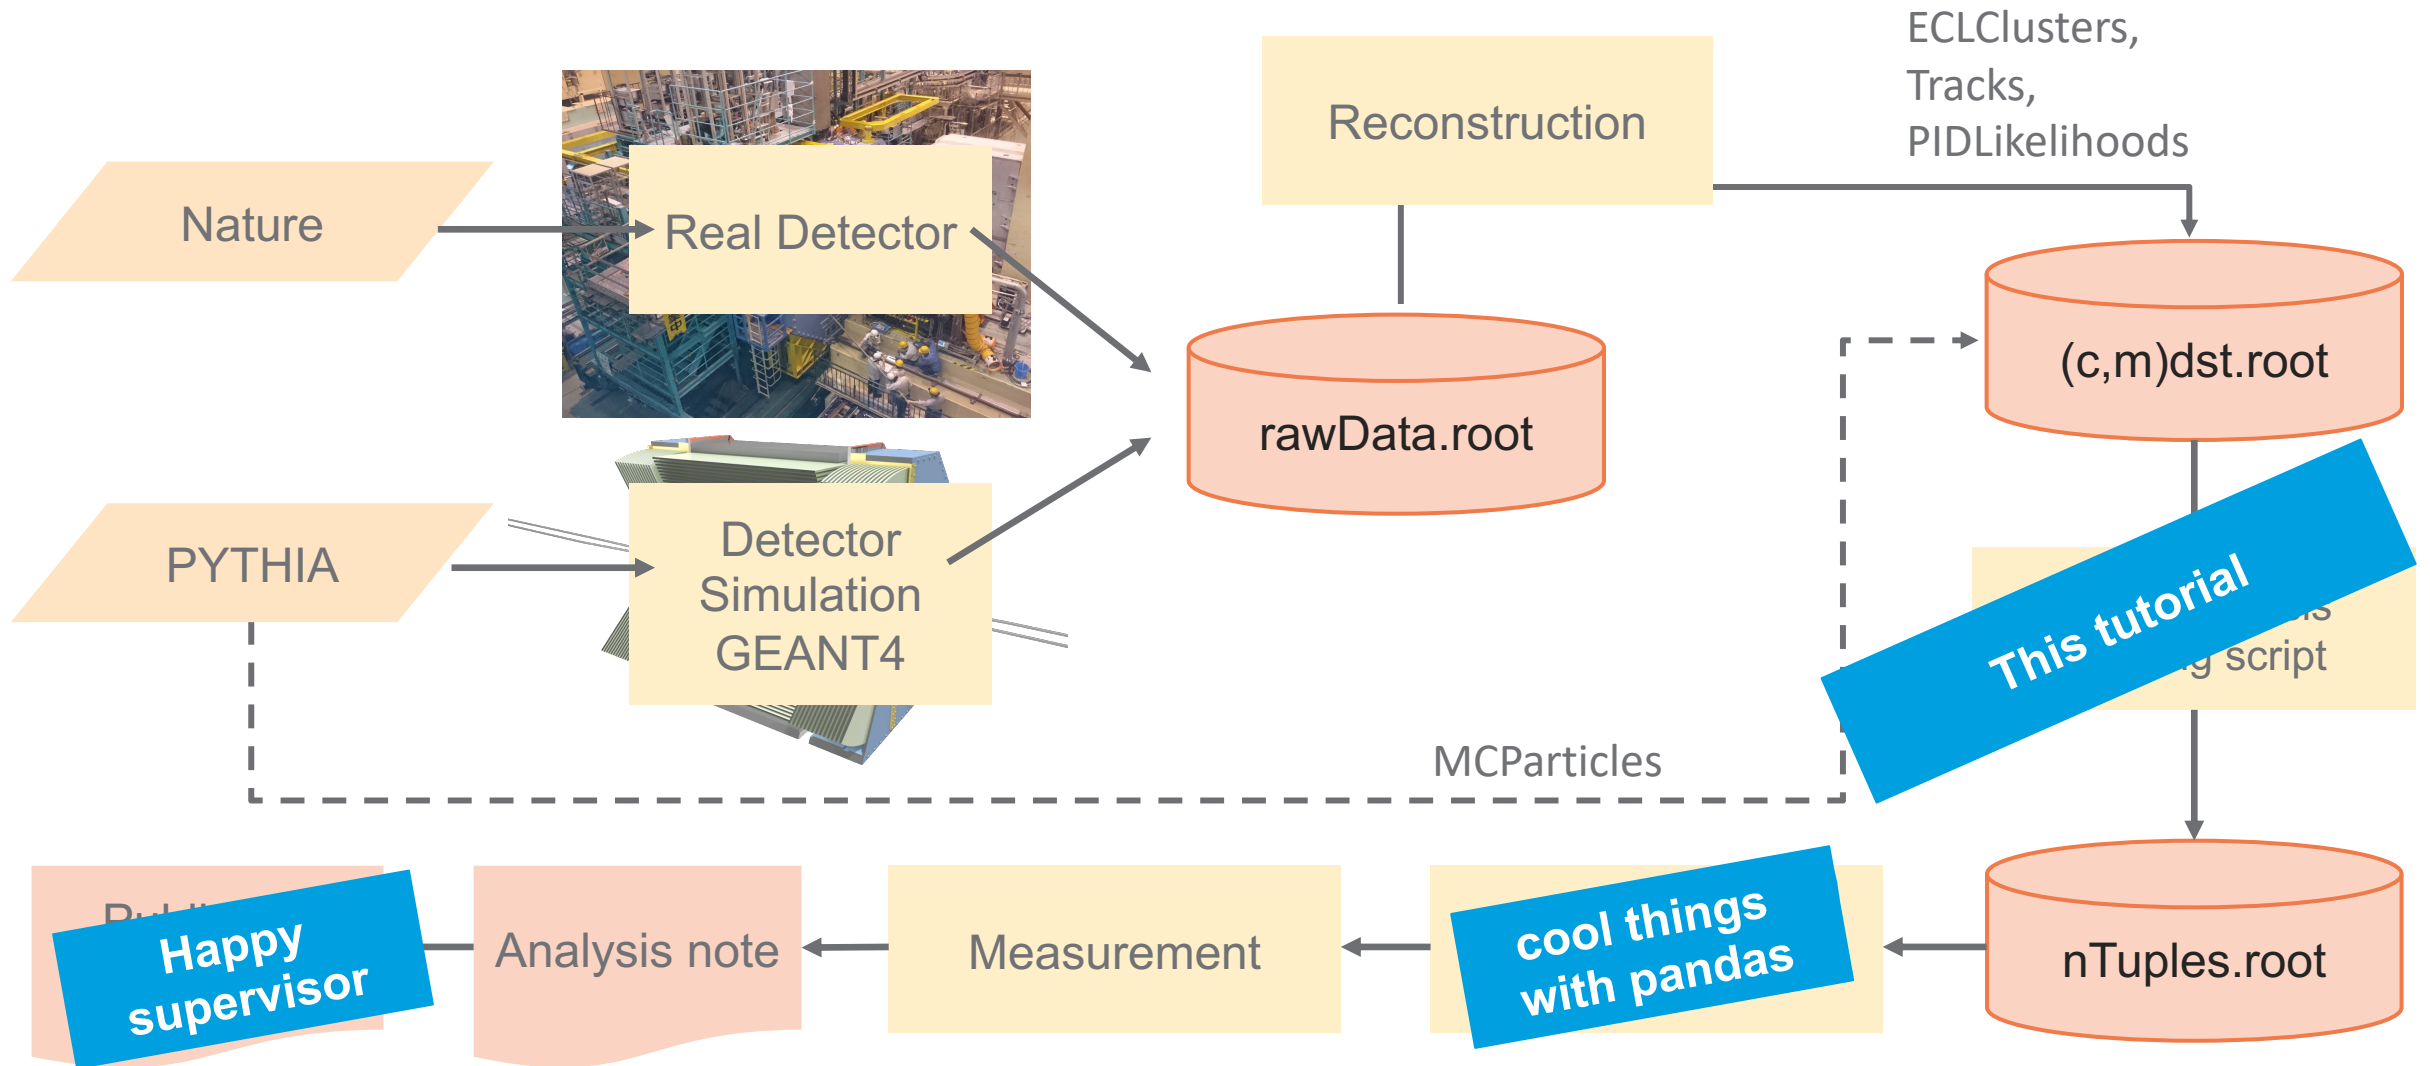 ECLClusters,
Tracks,
PIDLikelihoods
Reconstruction
Nature
Real Detector
(c,m)dst.root
rawData.root
PYTHIA
Detector
Simulation
GEANT4
This tutorial
script
MCParticles
Happy
supervisor
Analysis note
Measurement
cool things
with pandas
nTuples.root